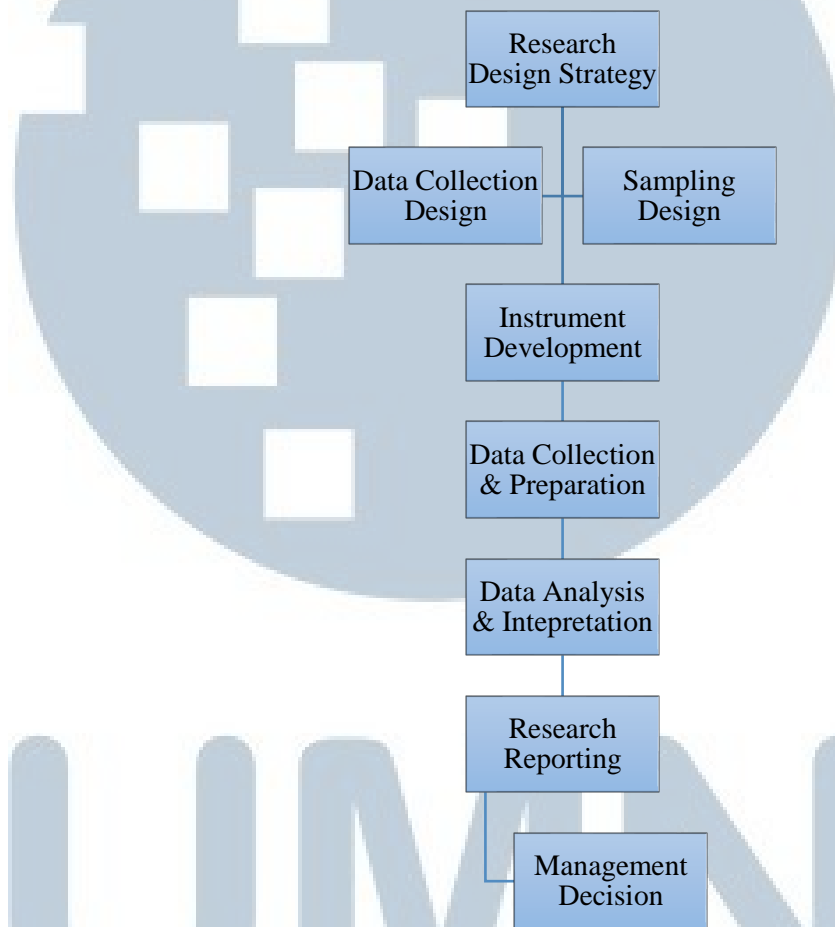 Research
Design Strategy
Data Collection
Design
Sampling
Design
Instrument
Development
Data Collection
& Preparation
Data Analysis
& Intepretation
Research
Reporting
Management
Decision
UMN